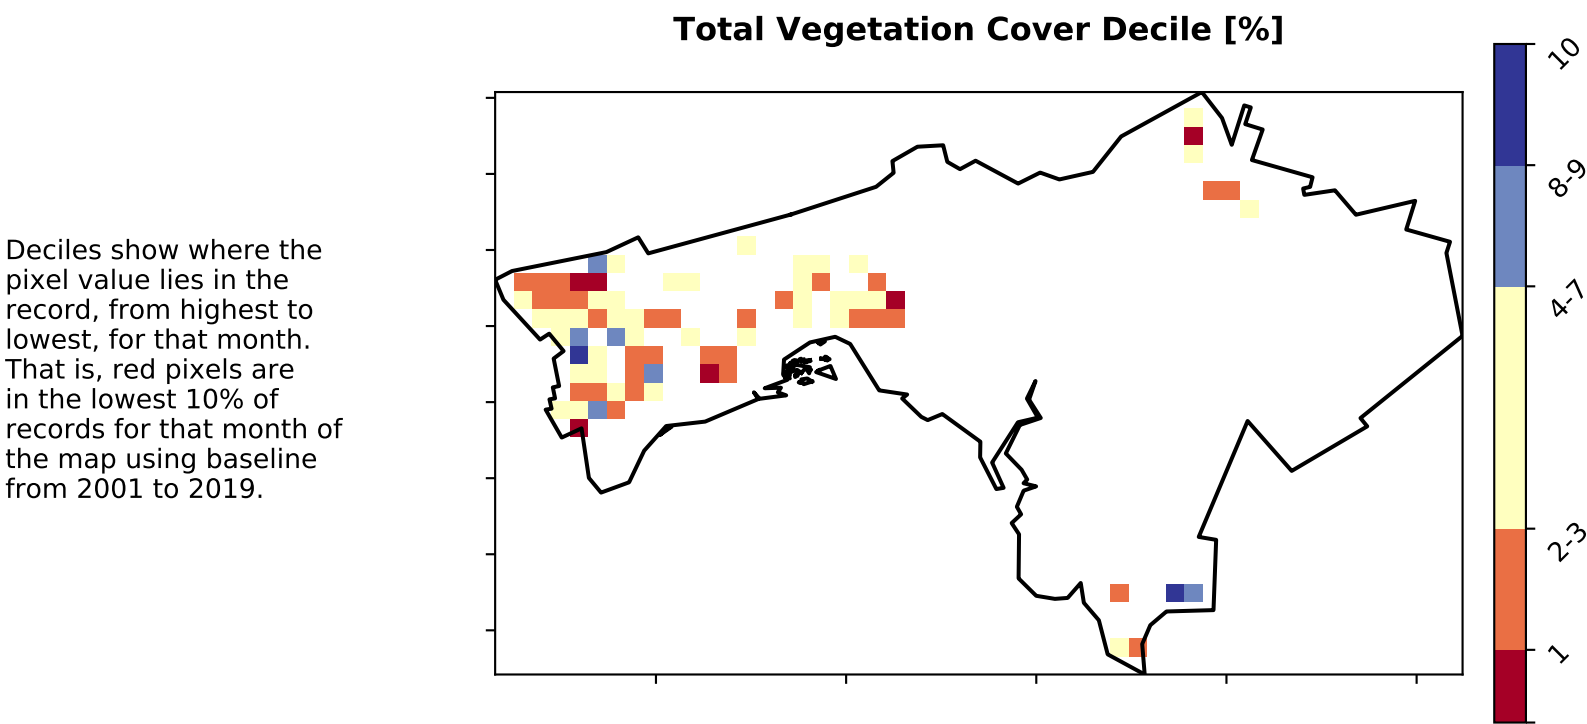 Total Vegetation Cover Decile [%]
Deciles show where the
pixel value lies in the
record, from highest to
lowest, for that month.
That is, red pixels are
in the lowest 10% of
records for that month of
the map using baseline
from 2001 to 2019.
10
8-9
4-7
2-3
1